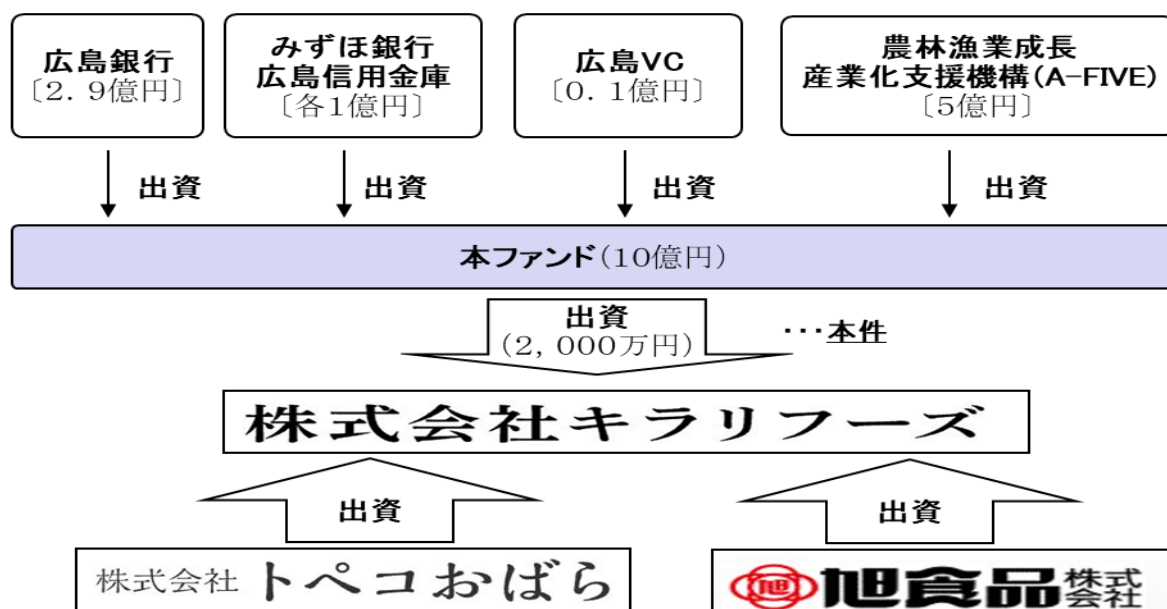 広島銀行
〔2．9億円〕
みずほ銀行
広島信用金庫
〔各1億円〕
広島VC
〔0．1億円〕
農林漁業成長
産業化支援機構(A-FIVE)
〔5億円〕
出資
出資
出資
出資
本ファンド(10億円)
出資
(2，000万円)
…本件
株式会社キラリフーズ
出資
出資
株式会社 トペコおばら
旭 旭食品 株式
会社